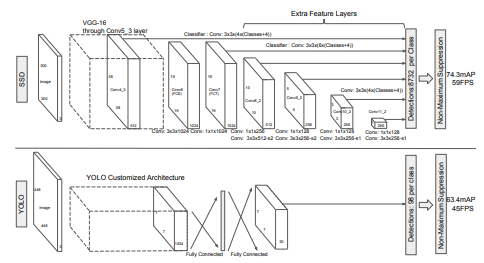 Extra Feature Layers
VGG-16
through Conv5_3 layer
Classifier : Conv: 3x3x(4x(Classes+4))
Classifier : Conv: 3x3x(6x(Classes+4))
SSD
300
Image
300
3
38
Conv4_3
38
512
19
Conv6
(FC6)
19
1024
19
Conv7
(FC7)
19
1024
10
Conv8_2
10
512
5
Conv9_2
5
256
3
Conv10_2
256
Conv11_2
256
Conv: 3x3x(4x(Classes+4))
Conv: 3x3x1024
Conv: 1x1x1024
Conv: 1x1x256
Conv: 3x3x512-s2
Conv: 1x1x128
Conv: 3x3x256-s2
Conv: 1x1x128
Conv: 3x3x256-s1
Conv: 1x1x128
Conv: 3x3x256-s1
Detections:8732 per Class
Non-Maximum Suppression
74.3mAP
59FPS
YOLO
448
Image
448
3
YOLO Customized Architecture
7
7
1024
Fully Connected
Fully Connected
7
7
30
Detections: 98 per class
Non-Maximum Suppression
63.4mAP
45FPS